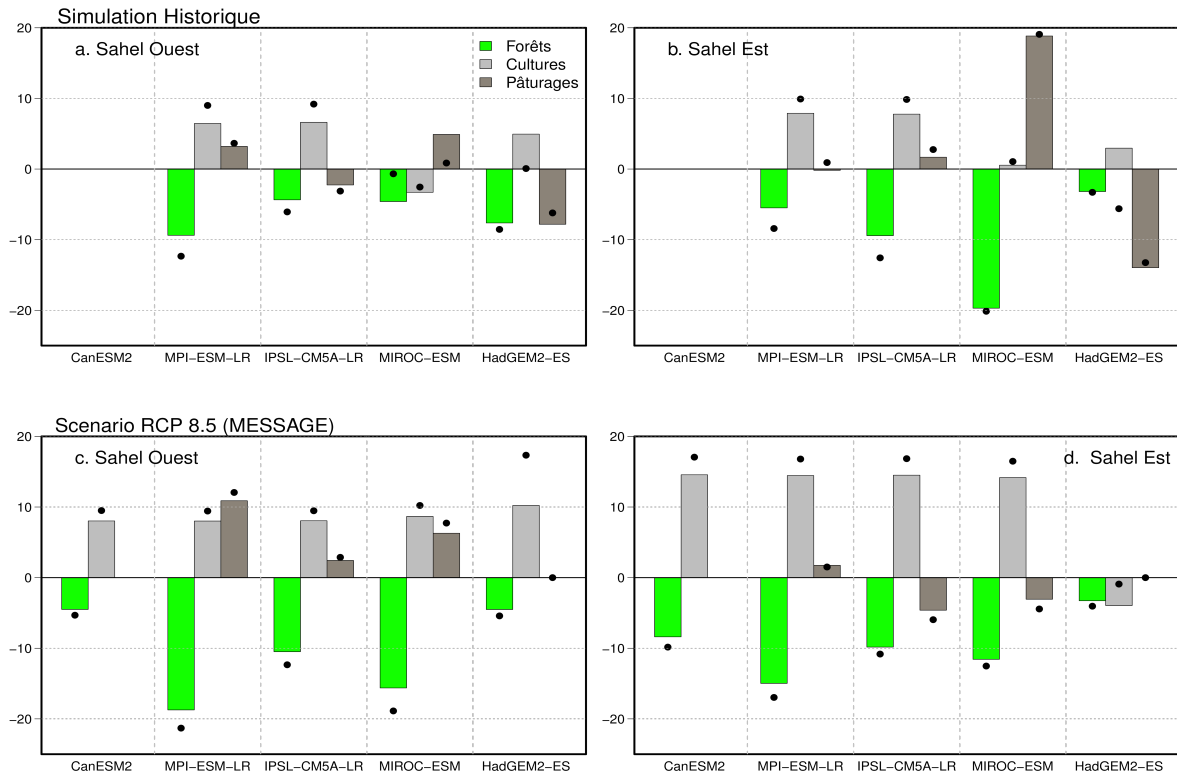 Simulation Historique
a. Sahel Ouest
Forêts
Cultures
Pâturages
20
10
0
−10
−20
CanESM2 MPI−ESM−LR IPSL−CM5A−LR MIROC−ESM HadGEM2−ES
b. Sahel Est
20
10
0
−10
−20
CanESM2 MPI−ESM−LR IPSL−CM5A−LR MIROC−ESM HadGEM2−ES
Scenario RCP 8.5 (MESSAGE)
c. Sahel Ouest
20
10
0
−10
−20
CanESM2 MPI−ESM−LR IPSL−CM5A−LR MIROC−ESM HadGEM2−ES
d. Sahel Est
20
10
0
−10
−20
CanESM2 MPI−ESM−LR IPSL−CM5A−LR MIROC−ESM HadGEM2−ES